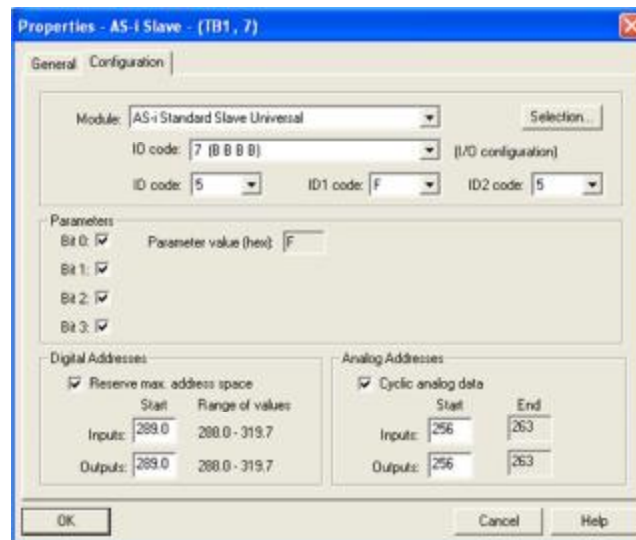 Properties - AS-i Slave - (TB1, 7)
General Configuration
Module: AS-i Standard Slave Universal Selection...
IO code: 7 (B B B B) (I/O configuration)
ID code: 5 ID1 code: F ID2 code: 5
Parameters
Bit 0: Parameter value (hex): F
Bit 1:
Bit 2:
Bit 3:
Digital Addresses Analog Addresses
Reserve max. address space Cyclic analog data
Start Range of values Start End
Inputs: 289.0 288.0 - 319.7 Inputs: 256 263
Outputs: 289.0 288.0 - 319.7 Outputs: 256 263
OK Cancel Help